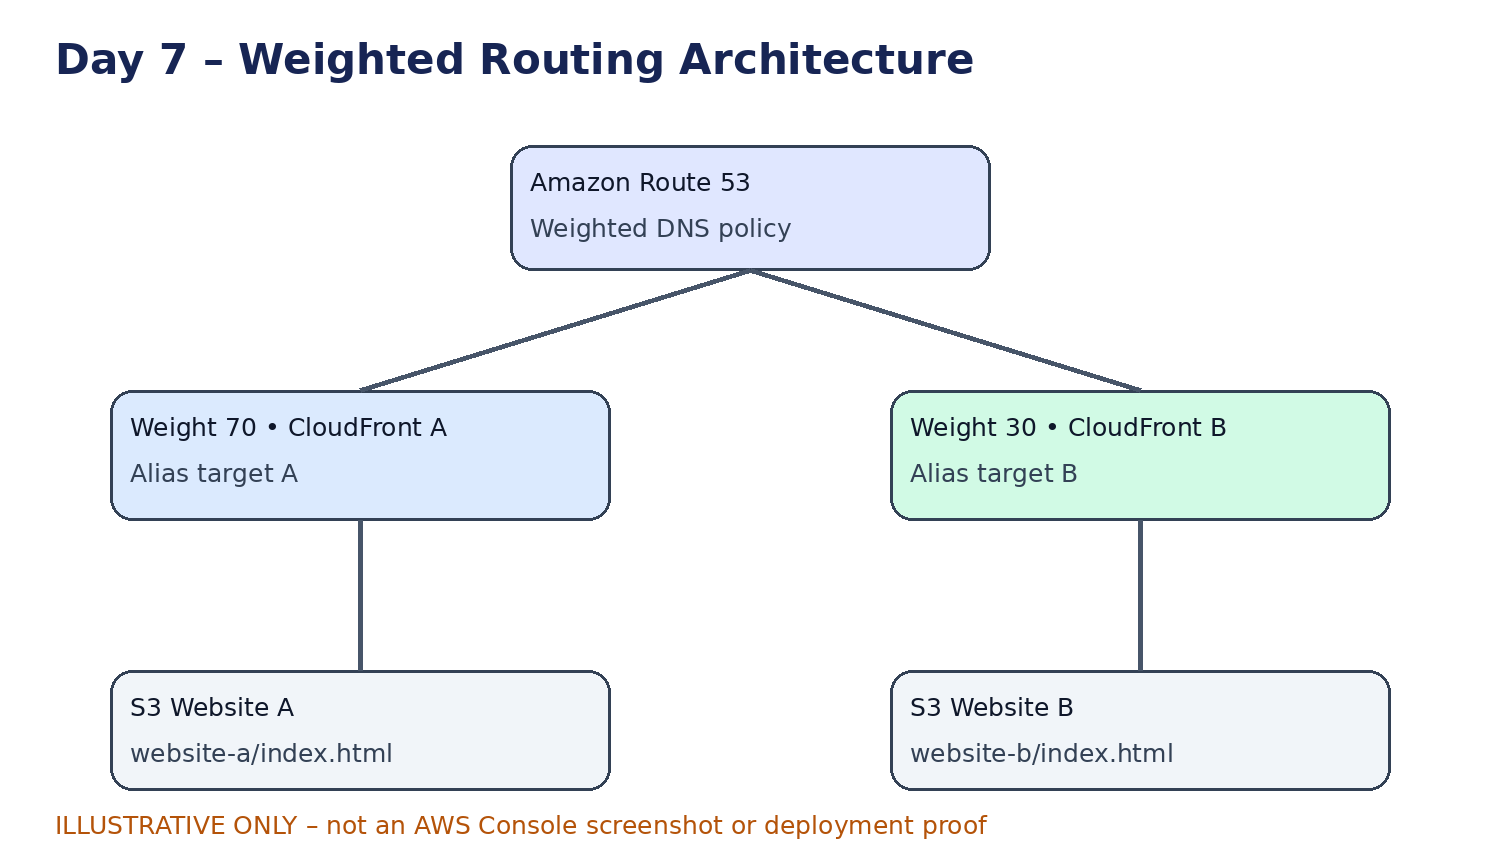 Day 7 – Weighted Routing Architecture
Amazon Route 53
Weighted DNS policy
Weight 70 • CloudFront A
Alias target A
Weight 30 • CloudFront B
Alias target B
S3 Website A
website-a/index.html
S3 Website B
website-b/index.html
ILLUSTRATIVE ONLY – not an AWS Console screenshot or deployment proof